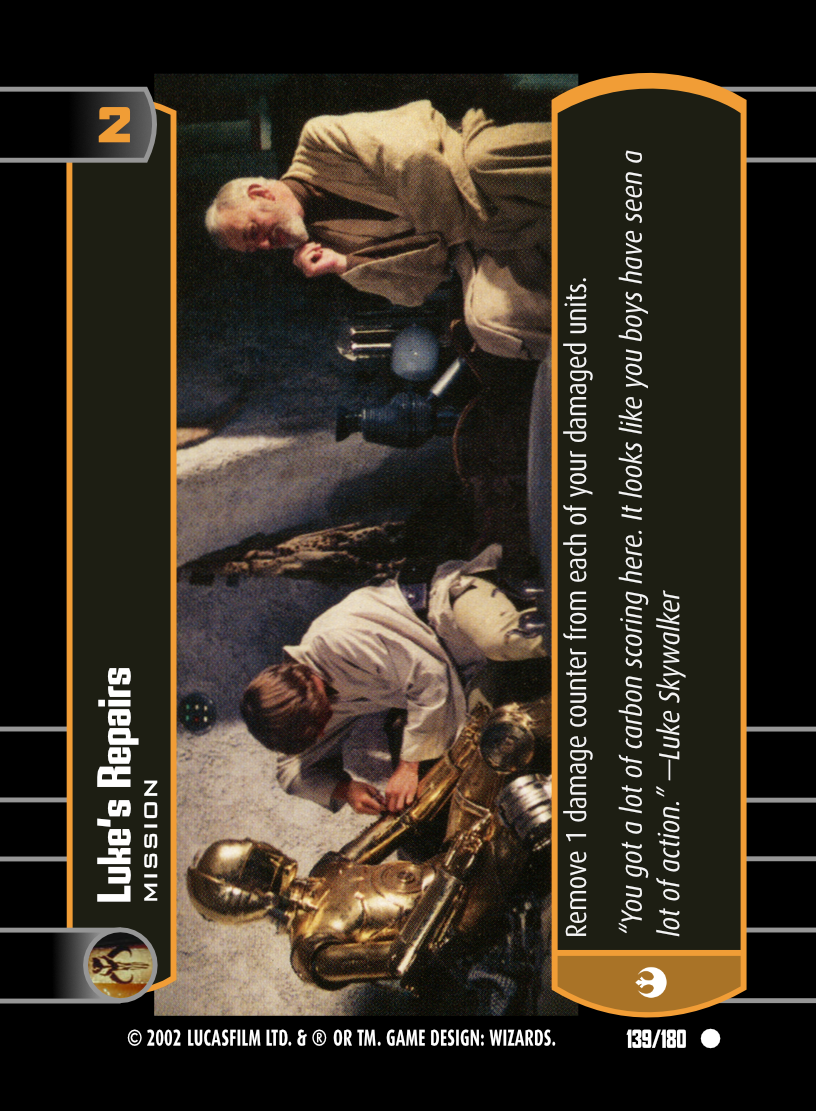 Luke's Repairs
2
MISSION
Remove 1 damage counter from each of your damaged units.
“You got a lot of carbon scoring here. It looks like you boys have seen a
lot of action.” —Luke Skywalker
© 2002 LUCASFILM LTD. & ® OR TM. GAME DESIGN: WIZARDS.
139/180